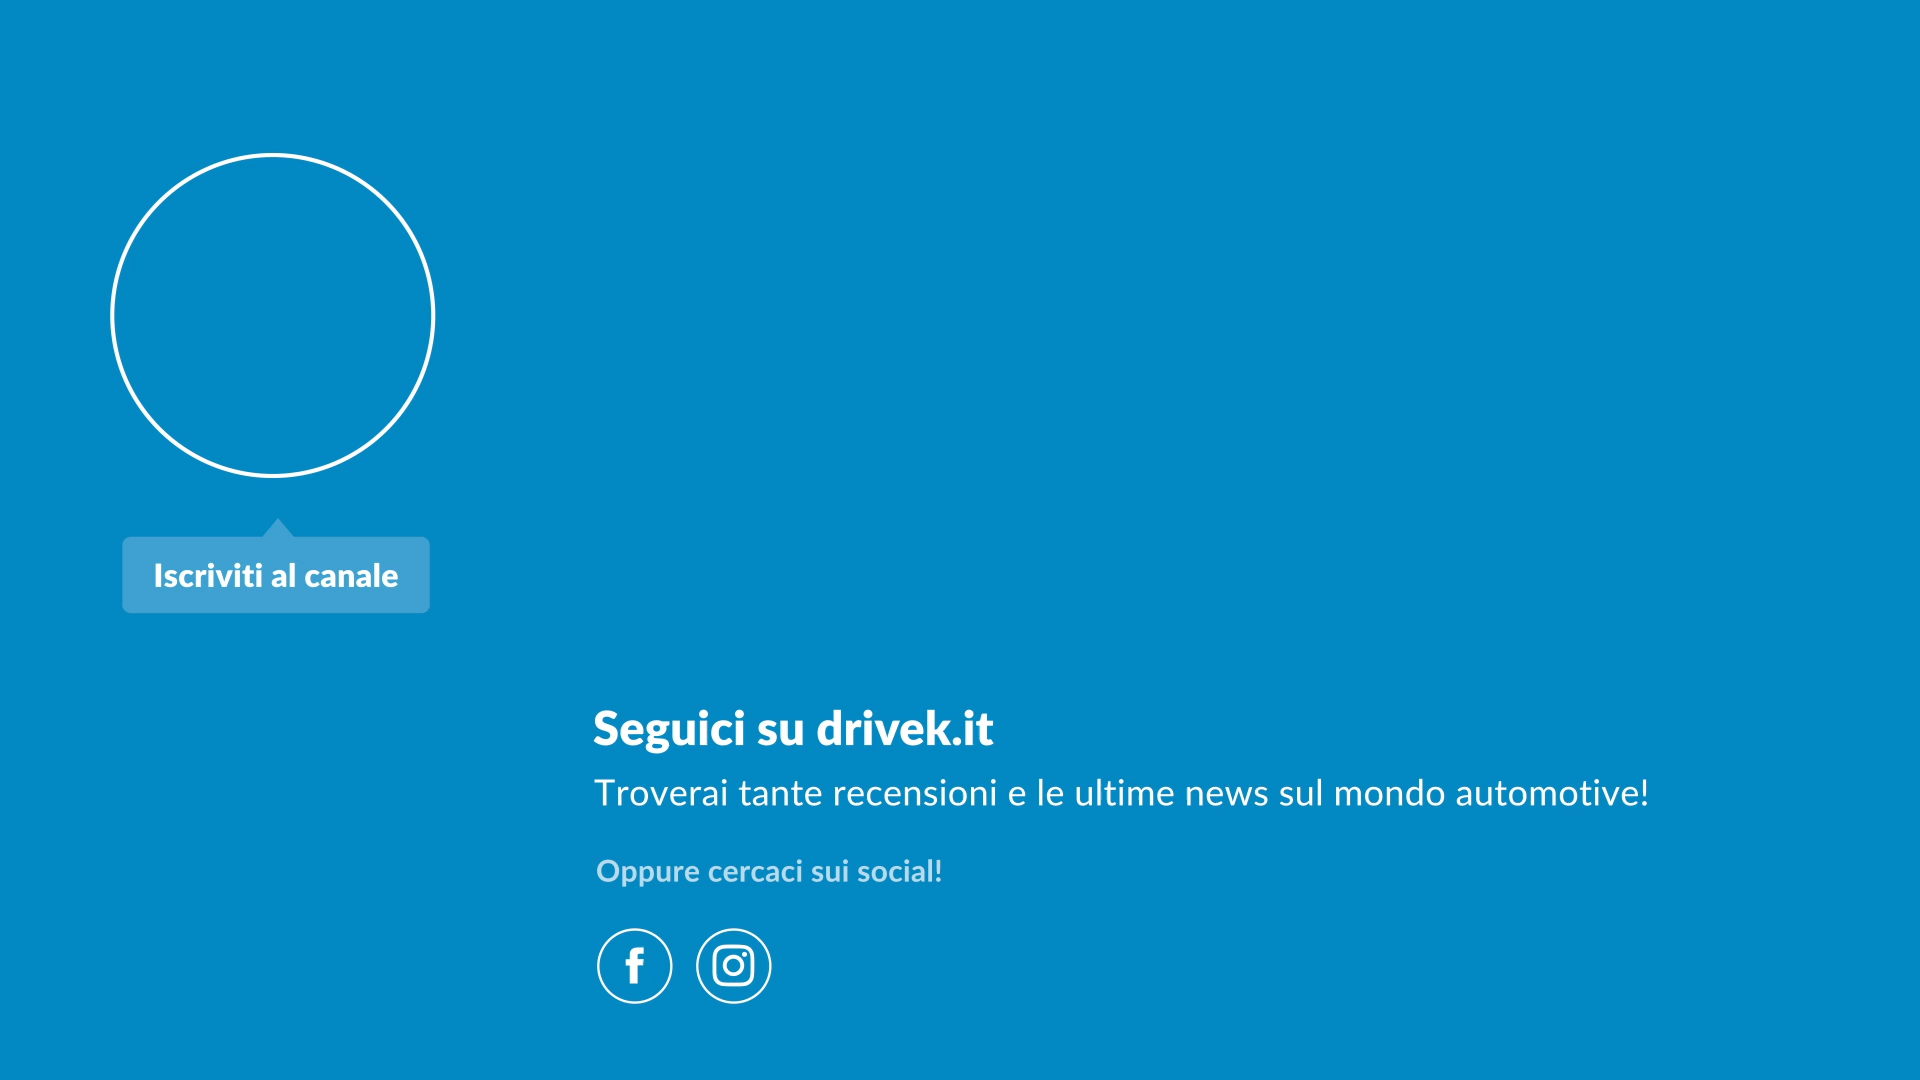 Iscriviti al canale
Seguici su drivek.it
Troverai tante recensioni e le ultime news sul mondo automotive!
Oppure cercaci sui social!